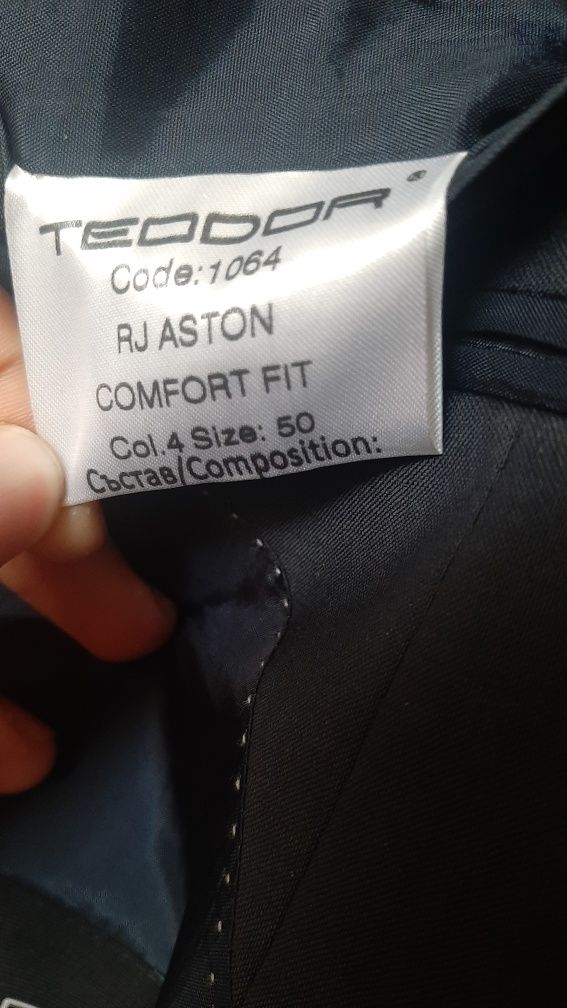 TEODOR ®
Code:1064
RJ ASTON
COMFORT FIT
Col.4 Size: 50
Състав/Composition: